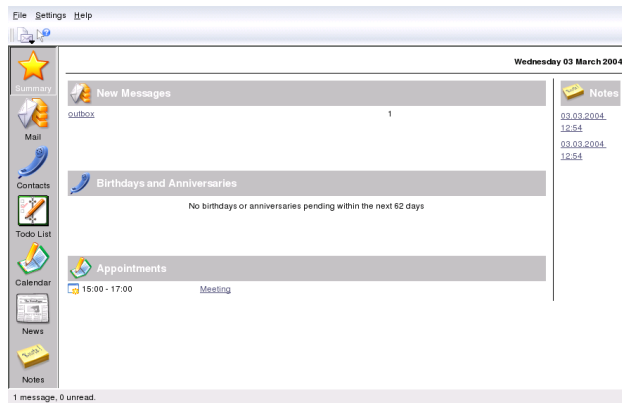 File Settings Help
Wednesday 03 March 2004
Summary
Mail
Contacts
Todo List
Calendar
News
Notes
New Messages
outbox 1
Birthdays and Anniversaries
No birthdays or anniversaries pending within the next 62 days
Appointments
15:00 - 17:00 Meeting
Notes
03.03.2004
12:54
03.03.2004
12:54
1 message, 0 unread.